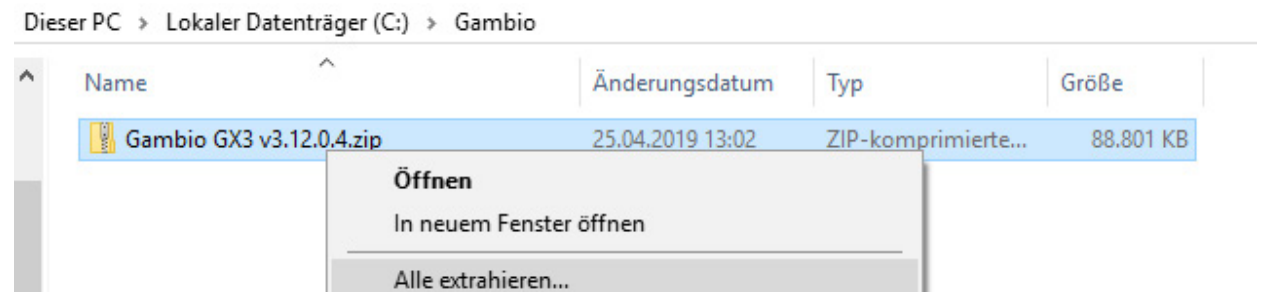 Dieser PC > Lokaler Datenträger (C:) > Gambio
Name Änderungsdatum Typ Größe
Gambio GX3 v3.12.0.4.zip 25.04.2019 13:02 ZIP-komprimierte... 88.801 KB
Öffnen
In neuem Fenster öffnen
Alle extrahieren...